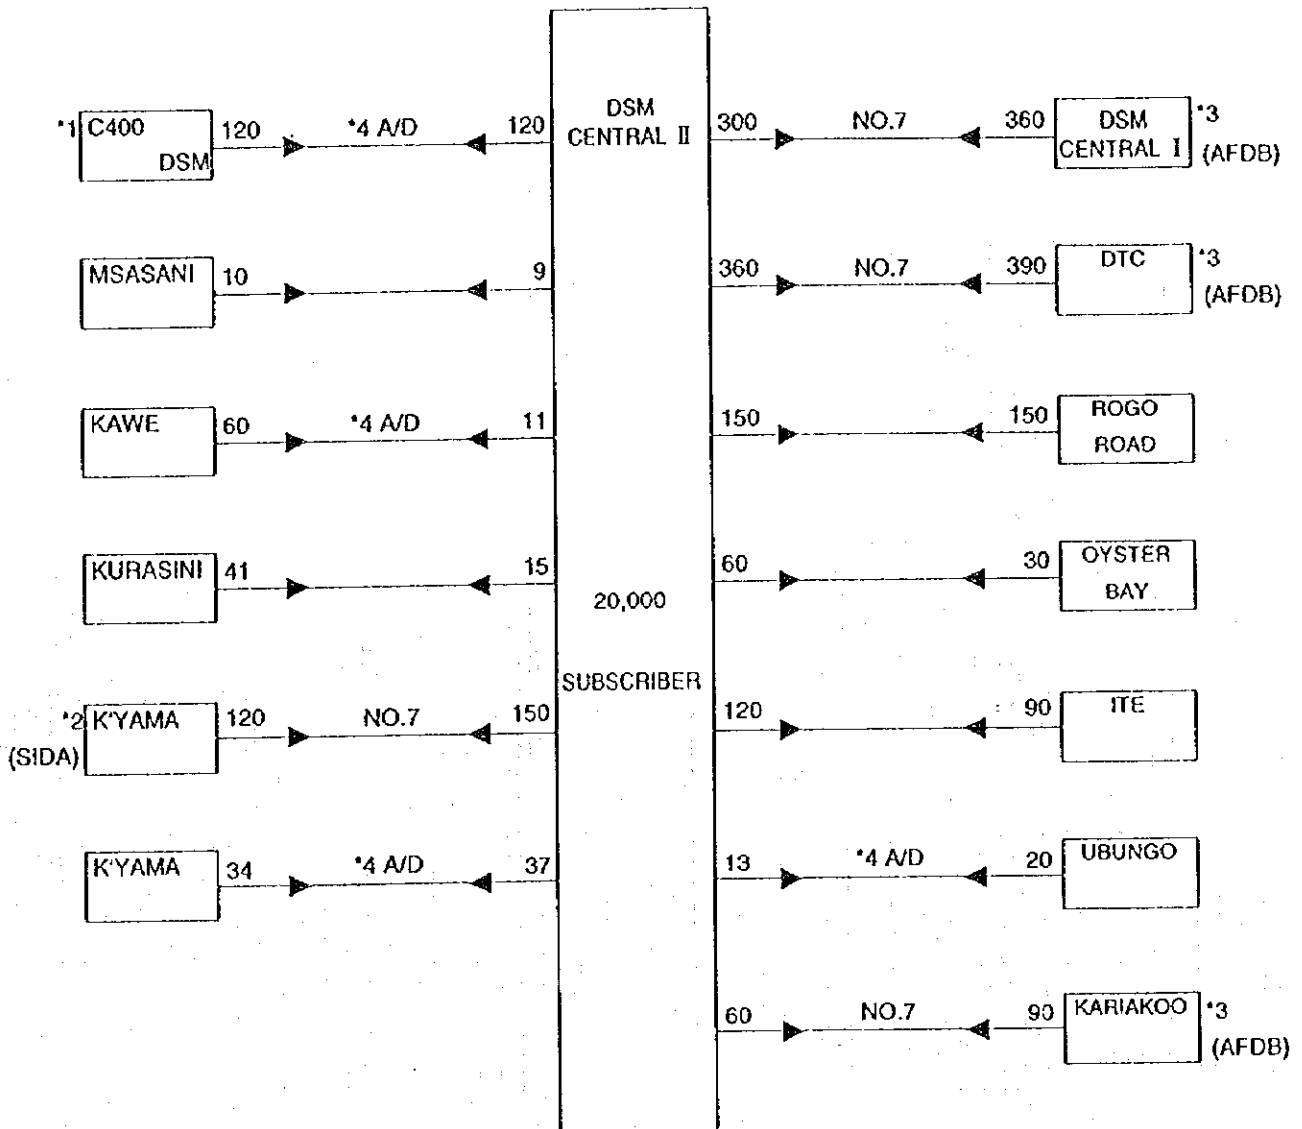 DSM
CENTRAL II
20,000
SUBSCRIBER
*1 C400
DSM
120 *4 A/D 120
MSASANI
10 9
KAWE
60 *4 A/D 11
KURASINI
41 15
*2 K'YAMA
(SIDA)
120 NO.7 150
K'YAMA
34 *4 A/D 37
300 NO.7 360
DSM
CENTRAL I
*3
(AFDB)
360 NO.7 390
DTC
*3
(AFDB)
150 150
ROGO
ROAD
60 30
OYSTER
BAY
120 90
ITE
13 *4 A/D 20
UBUNGO
60 NO.7 90
KARIAKOO
*3
(AFDB)